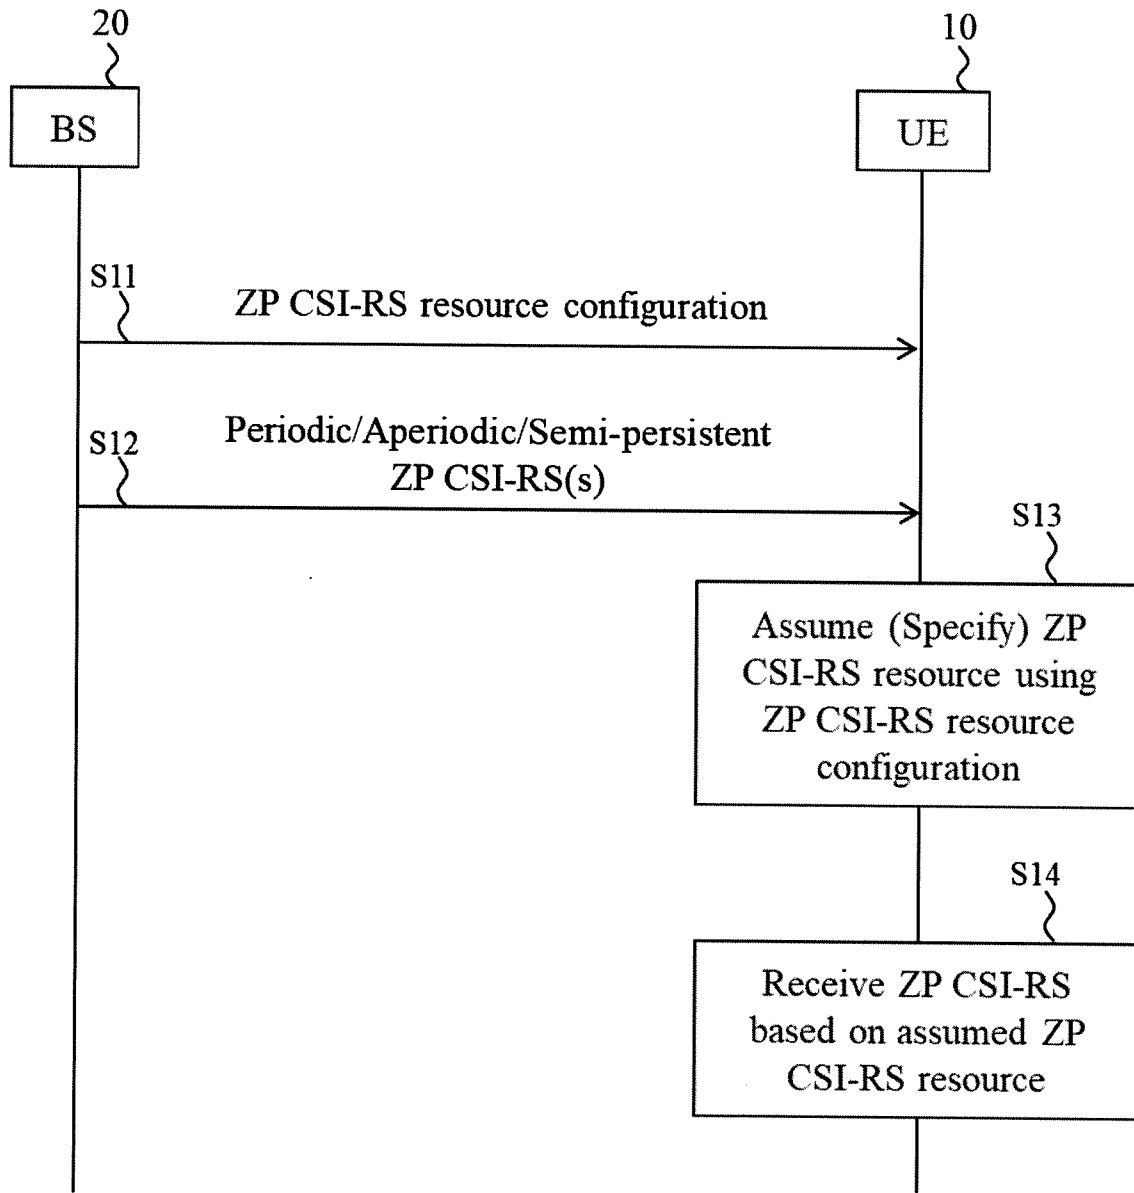 20
10
BS
UE
S11
ZP CSI-RS resource configuration
S12
Periodic/Aperiodic/Semi-persistent
ZP CSI-RS(s)
S13
Assume (Specify) ZP
CSI-RS resource using
ZP CSI-RS resource
configuration
S14
Receive ZP CSI-RS
based on assumed ZP
CSI-RS resource